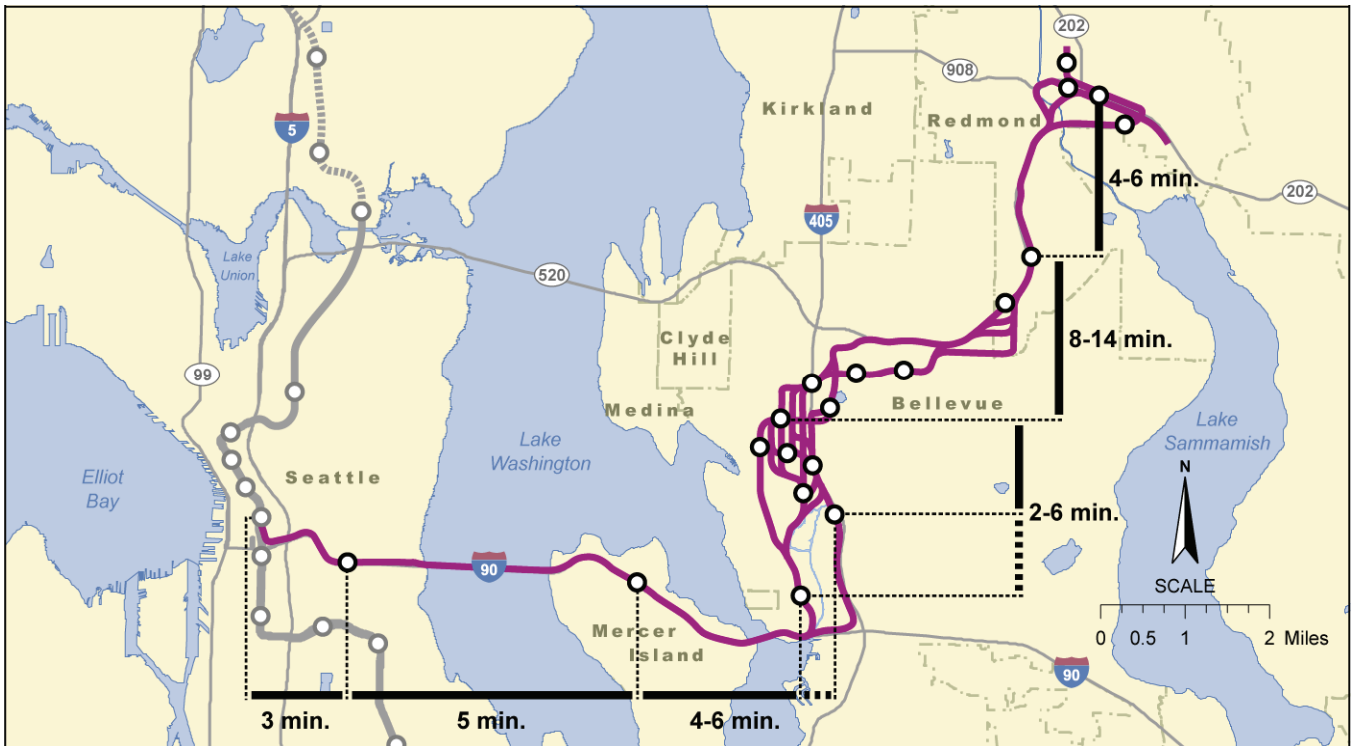 202
908
Kirkland
Redmond
5
4-6 min.
202
405
Lake
Union
520
Clyde
Hill
8-14 min.
99
Medina
Bellevue
Lake
Sammamish
Lake
Washington
Seattle
Elliot
Bay
N
2-6 min.
90
SCALE
0 0.5 1 2 Miles
Mercer
Island
90
3 min.
5 min.
4-6 min.